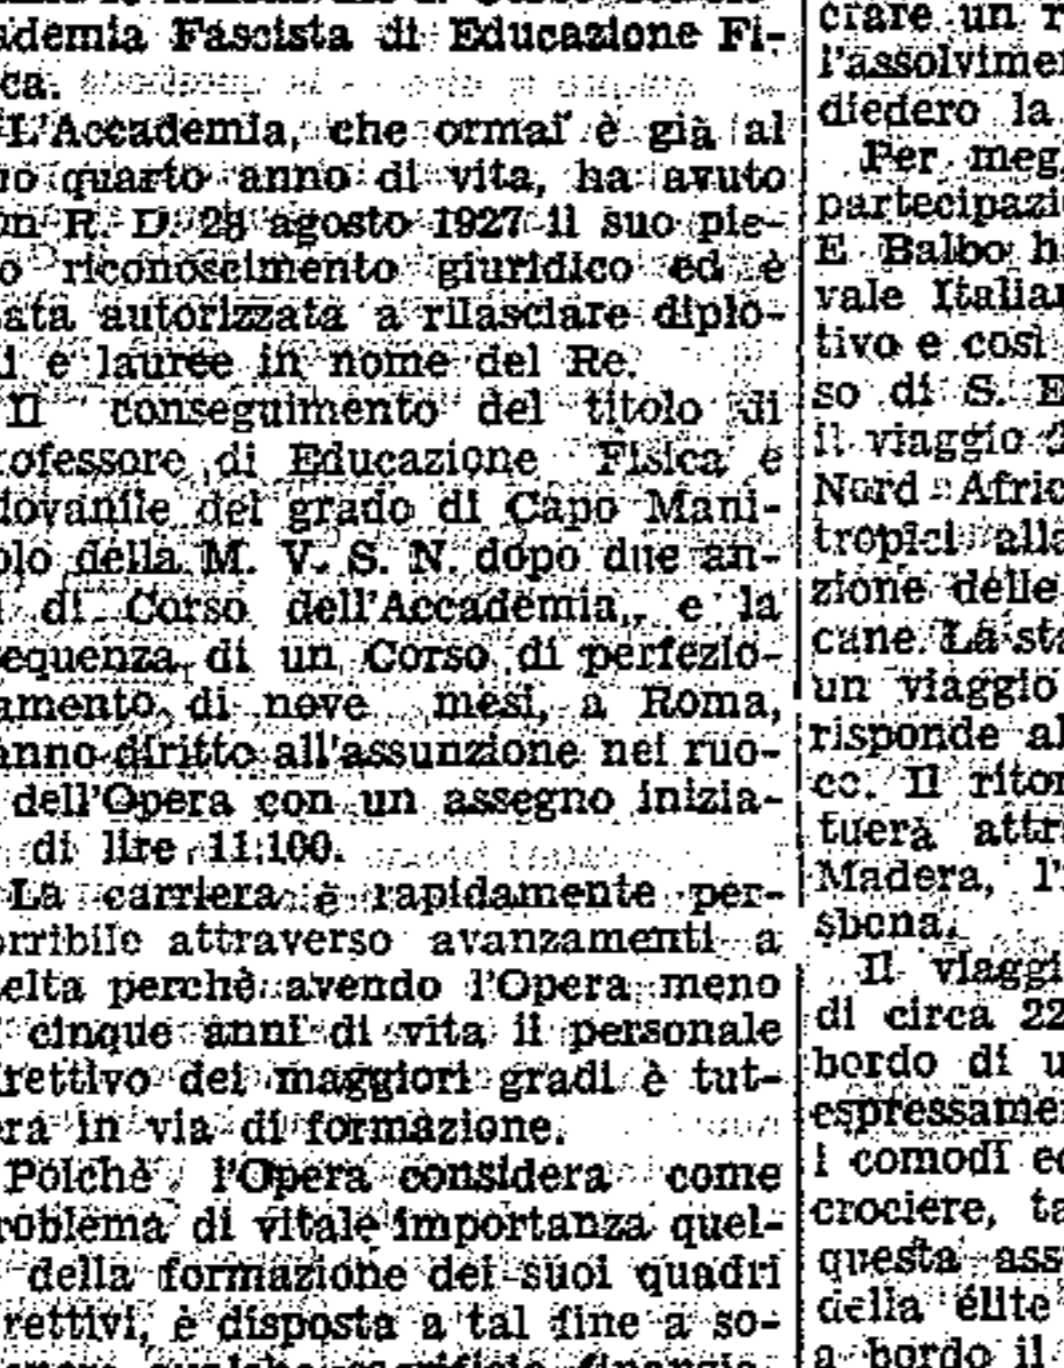 ademia Fascista di Educazione Fi-
ca.
L'Accademia, che ormai è già al
no quarto anno di vita, ha avuto
on R. D. 28 agosto 1927 il suo pie-
o riconoscimento giuridico ed è
ata autorizzata a rilasciare diplo-
i e lauree in nome del Re.
Il conseguimento del titolo di
rofessore di Educazione Fisica e
iovanile del grado di Capo Mani-
olo della M. V. S. N. dopo due an-
i di Corso dell'Accademia, e la
equenza di un Corso di perfezio-
amento di nove mesi, a Roma,
anno diritto all'assunzione nei ruo-
dell'Opera con un assegno inizia-
di lire 11.100.
La carriera è rapidamente per-
orribile attraverso avanzamenti a
elta perchè avendo l'Opera meno
cinque anni di vita il personale
irettivo dei maggiori gradi è tut-
era in via di formazione.
Poichè l'Opera considera come
roblema di vitale importanza quel-
della formazione dei suoi quadri
rettivi, è disposta a tal fine a so-
crare un
l'assolvimen
diedero la
Per meg
partecipazi
E Balbo h
vale Italian
tivo e così
so di S. E
il viaggio d
Nord Afric
tropici alla
zione delle
cane. La sta
un viaggio
risponde al
co. Il ritor
tuerà attra
Madera, l'
sbona.
Il viaggi
di circa 22
bordo di u
espressame
i comodi ed
crociere, ta
questa ass
della élite
a bordo il